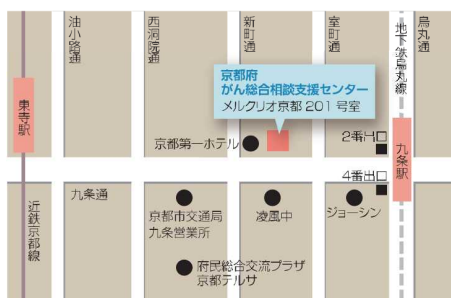 油小路通
西洞院通
新町通
室町通
地下鉄烏丸線
烏丸通
京都府
がん総合相談支援センター
メルクリオ京都 201 号室
東寺駅
京都第一ホテル
2番出口
九条駅
4番出口
九条通
近鉄京都線
京都市交通局
九条営業所
凌風中
ジョーシン
府民総合交流プラザ
京都テルサ